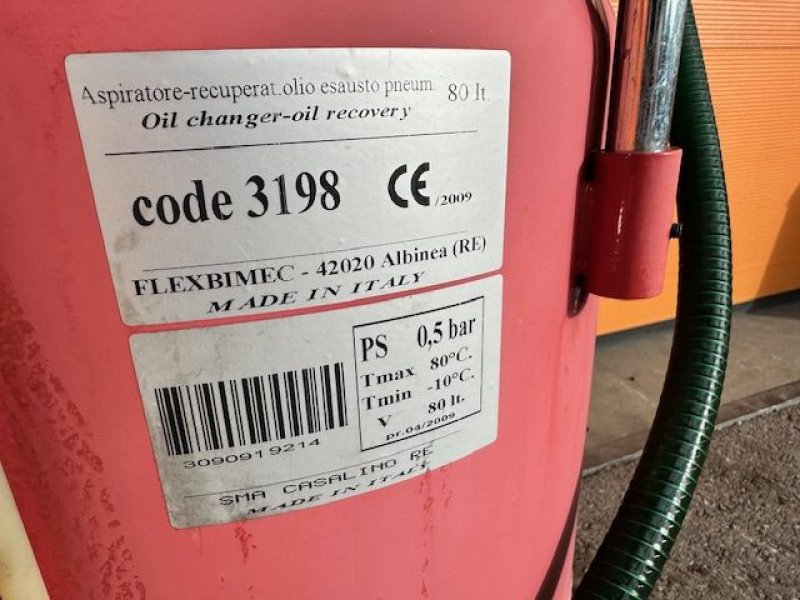 Aspiratore-recuperat.olio esausto pneum. 80 lt.
Oil changer-oil recovery
code 3198 CE /2009
FLEXBIMEC - 42020 Albinea (RE)
MADE IN ITALY
PS 0,5 bar
Tmax 80°C.
Tmin -10°C.
V 80 lt.
pr.04/2009
3090919214
SMA CASALINO RE
MADE IN ITALY